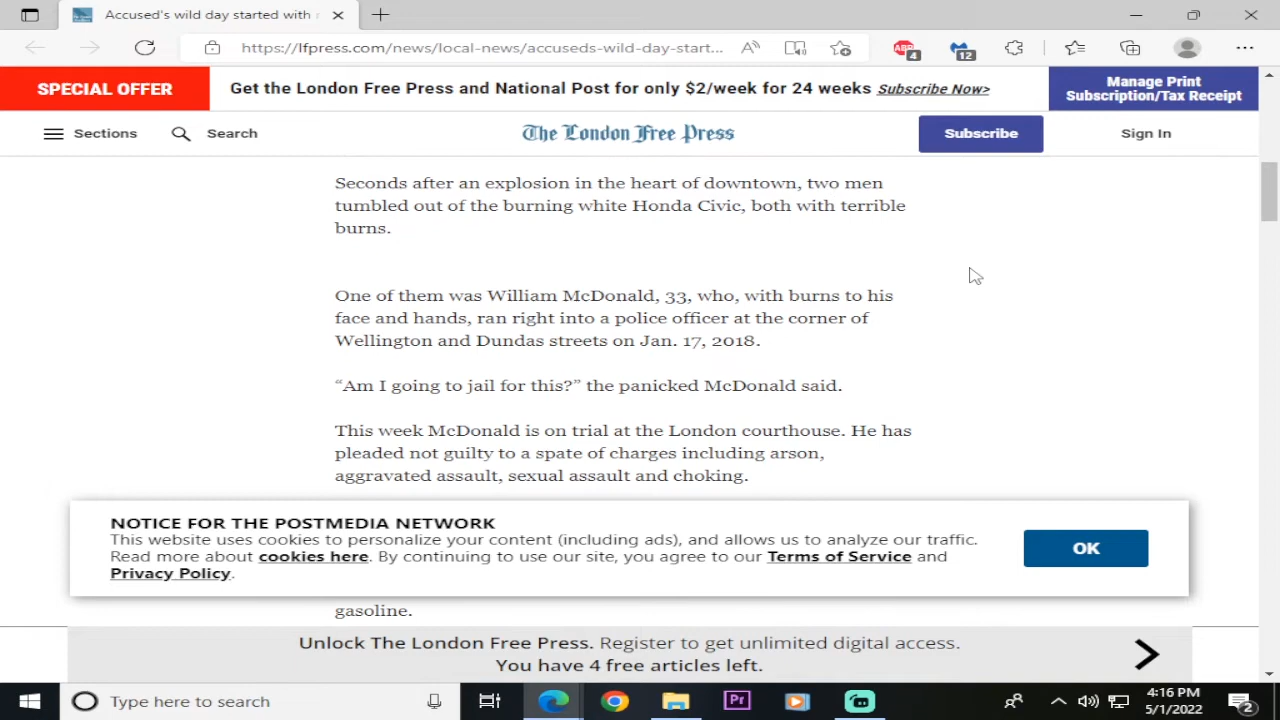 Accused's wild day started with
https://lfpress.com/news/local-news/accuseds-wild-day-start...
ABP
4
12
SPECIAL OFFER
Get the London Free Press and National Post for only $2/week for 24 weeks Subscribe Now>
Manage Print
Subscription/Tax Receipt
Sections
Search
The London Free Press
Subscribe
Sign In
Seconds after an explosion in the heart of downtown, two men
tumbled out of the burning white Honda Civic, both with terrible
burns.
One of them was William McDonald, 33, who, with burns to his
face and hands, ran right into a police officer at the corner of
Wellington and Dundas streets on Jan. 17, 2018.
“Am I going to jail for this?” the panicked McDonald said.
This week McDonald is on trial at the London courthouse. He has
pleaded not guilty to a spate of charges including arson,
aggravated assault, sexual assault and choking.
NOTICE FOR THE POSTMEDIA NETWORK
This website uses cookies to personalize your content (including ads), and allows us to analyze our traffic.
Read more about cookies here. By continuing to use our site, you agree to our Terms of Service and
Privacy Policy.
OK
gasoline.
Unlock The London Free Press. Register to get unlimited digital access.
You have 4 free articles left.
Type here to search
Pr
4:16 PM
5/1/2022
2